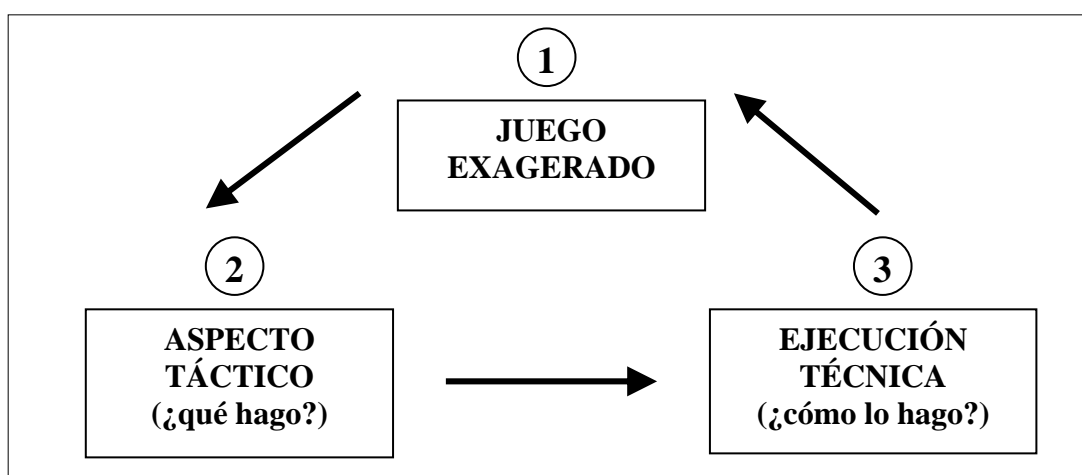 1
JUEGO
EXAGERADO
2
ASPECTO
TÁCTICO
(¿qué hago?)
3
EJECUCIÓN
TÉCNICA
(¿cómo lo hago?)